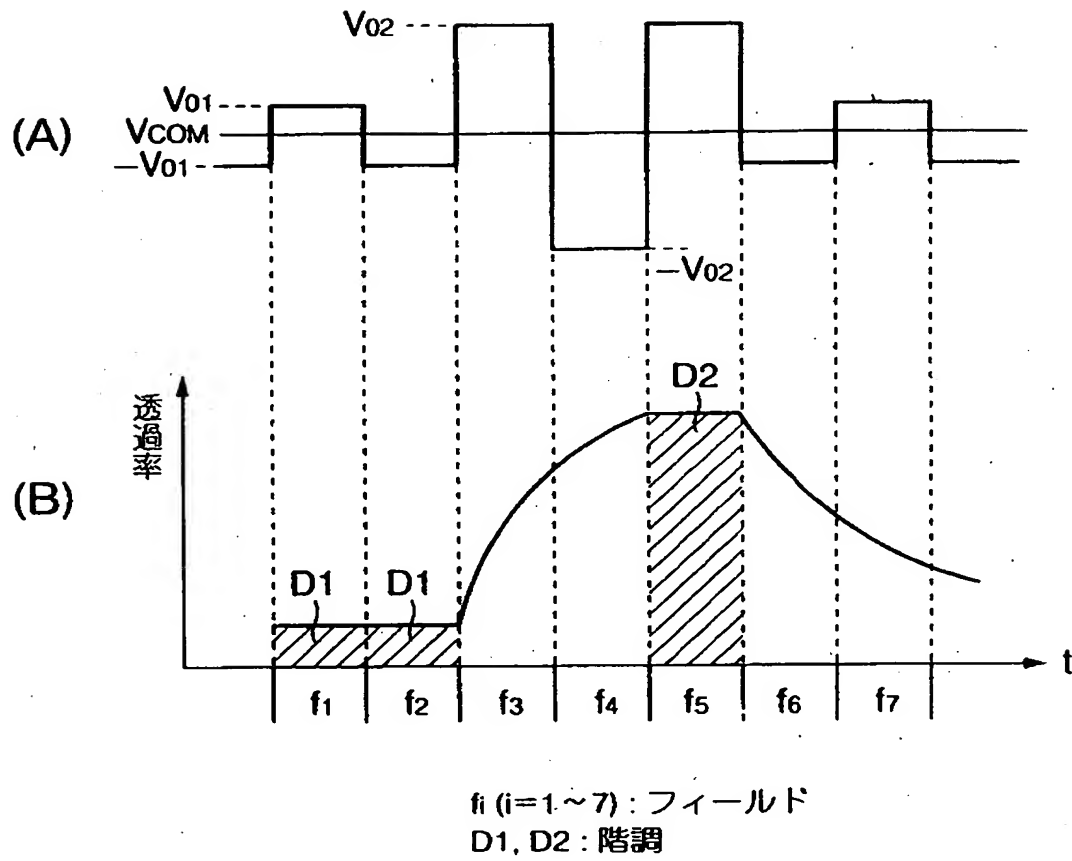 V02
V01
(A)
VCOM
−V01
−V02
透過率
D2
(B)
D1
D1
t
f1
f2
f3
f4
f5
f6
f7
fi (i=1~7) : フィールド
D1, D2 : 階調